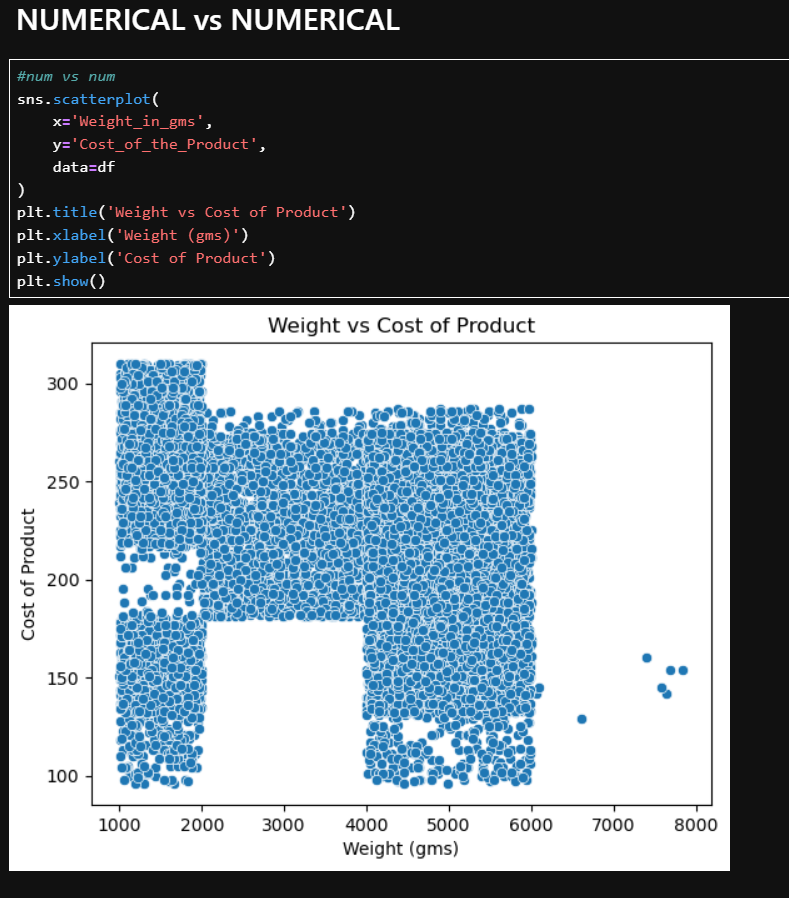 NUMERICAL vs NUMERICAL
#num vs num
sns.scatterplot(
    x='Weight_in_gms',
    y='Cost_of_the_Product',
    data=df
)
plt.title('Weight vs Cost of Product')
plt.xlabel('Weight (gms)')
plt.ylabel('Cost of Product')
plt.show()
Weight vs Cost of Product
300
250
200
150
100
Cost of Product
1000 2000 3000 4000 5000 6000 7000 8000
Weight (gms)